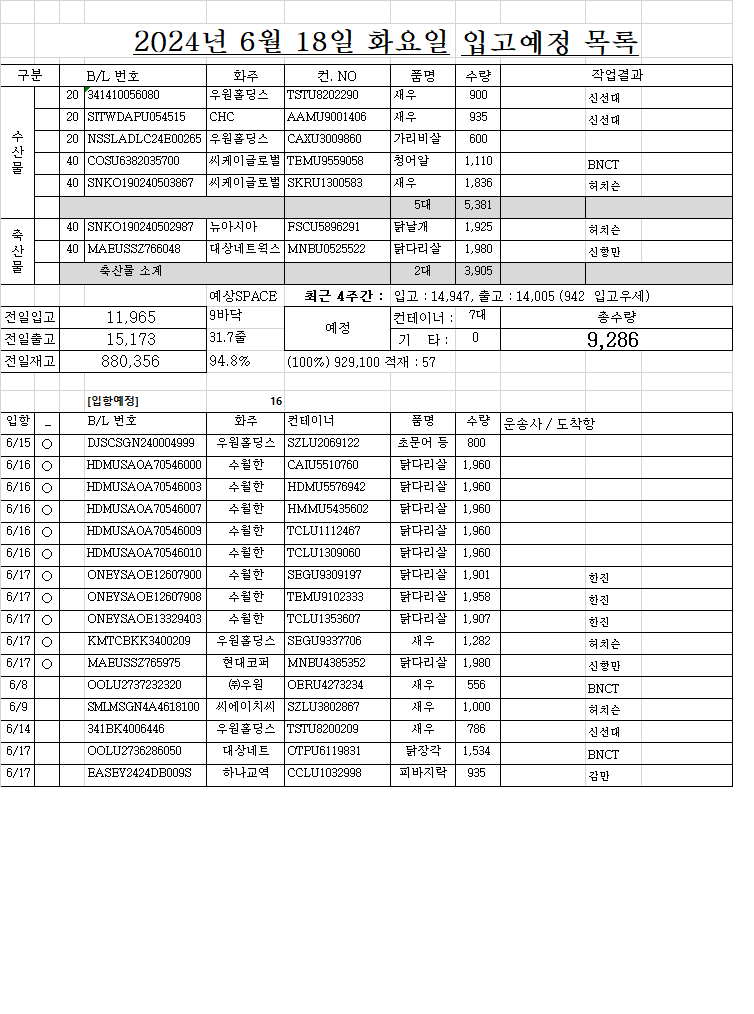 2024년 6월 18일 화요일 입고예정 목록
구분 B/L 번호 화주 컨. NO 품명 수량 작업결과
수산물
20 341410056080 우원홀딩스 TSTU8202290 새우 900 신선대
20 SITWDAPU054515 CHC AAMU9001406 새우 935 신선대
20 NSSLADLC24E00265 우원홀딩스 CAXU3009860 가리비살 600
40 COSU6382035700 씨케이글로벌 TEMU9559058 청어알 1,110 BNCT
40 SNKO190240503867 씨케이글로벌 SKRU1300583 새우 1,836 허치슨
5대 5,381
축산물
40 SNKO190240502987 뉴아시아 FSCU5896291 닭날개 1,925 허치슨
40 MAEUSSZ766048 대상네트웍스 MNBU0525522 닭다리살 1,980 신항만
축산물 소계 2대 3,905
예상SPACE 최근 4주간 : 입고 : 14,947, 출고 : 14,005 (942 입고우세)
전일입고 11,965 9바닥 예정 컨테이너 : 7대 총수량
전일출고 15,173 31.7줄 기 타 : 0 9,286
전일재고 880,356 94.8% (100%) 929,100 적재 : 57
[입항예정] 16
입항 _ B/L 번호 화주 컨테이너 품명 수량 운송사 / 도착항
6/15 ○ DJSCSGN240004999 우원홀딩스 SZLU2069122 초문어 등 800
6/16 ○ HDMUSAOA70546000 수월한 CAIU5510760 닭다리살 1,960
6/16 ○ HDMUSAOA70546003 수월한 HDMU5576942 닭다리살 1,960
6/16 ○ HDMUSAOA70546007 수월한 HMMU5435602 닭다리살 1,960
6/16 ○ HDMUSAOA70546009 수월한 TCLU1112467 닭다리살 1,960
6/16 ○ HDMUSAOA70546010 수월한 TCLU1309060 닭다리살 1,960
6/17 ○ ONEYSAOE12607900 수월한 SEGU9309197 닭다리살 1,901 한진
6/17 ○ ONEYSAOE12607908 수월한 TEMU9102333 닭다리살 1,958 한진
6/17 ○ ONEYSAOE13329403 수월한 TCLU1353607 닭다리살 1,907 한진
6/17 ○ KMTCBKK3400209 우원홀딩스 SEGU9337706 새우 1,282 허치슨
6/17 ○ MAEUSSZ765975 현대코퍼 MNBU4385352 닭다리살 1,980 신항만
6/8 OOLU2737232320 ㈜우원 OERU4273234 새우 556 BNCT
6/9 SMLMSGN4A4618100 씨에이치씨 SZLU3802867 새우 1,000 허치슨
6/14 341BK4006446 우원홀딩스 TSTU8200209 새우 786 신선대
6/17 OOLU2736286050 대상네트 OTPU6119831 닭장각 1,534 BNCT
6/17 EASEY2424DB009S 하나교역 CCLU1032998 피바지락 935 감만